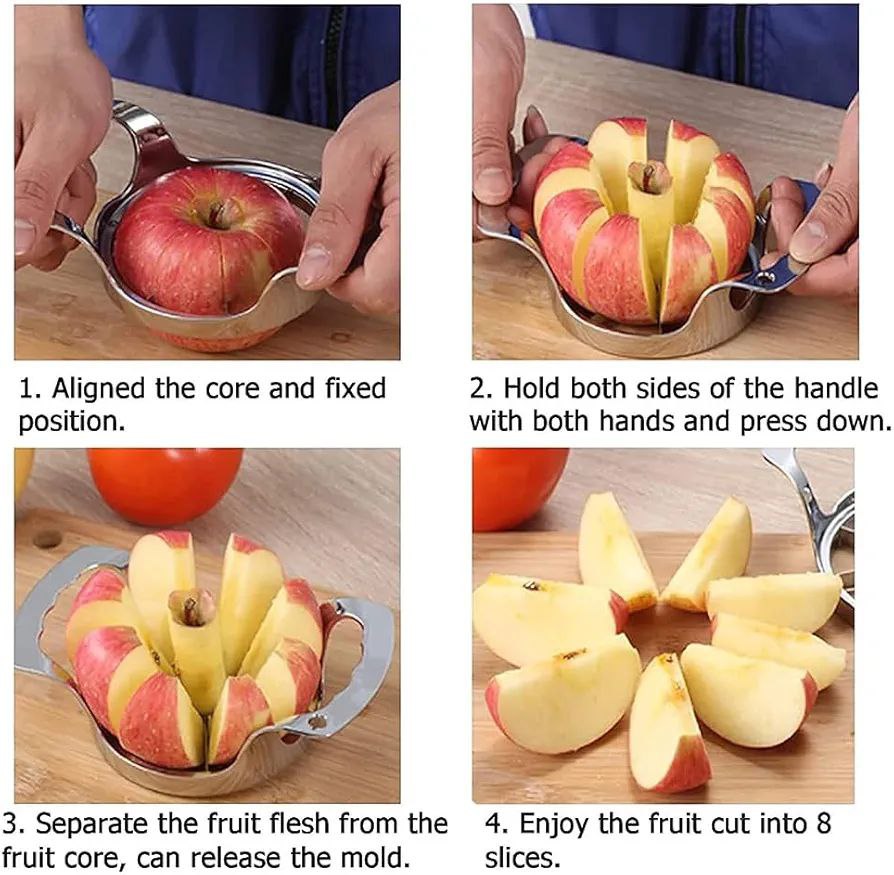 1. Aligned the core and fixed
position.
2. Hold both sides of the handle
with both hands and press down.
3. Separate the fruit flesh from the
fruit core, can release the mold.
4. Enjoy the fruit cut into 8
slices.